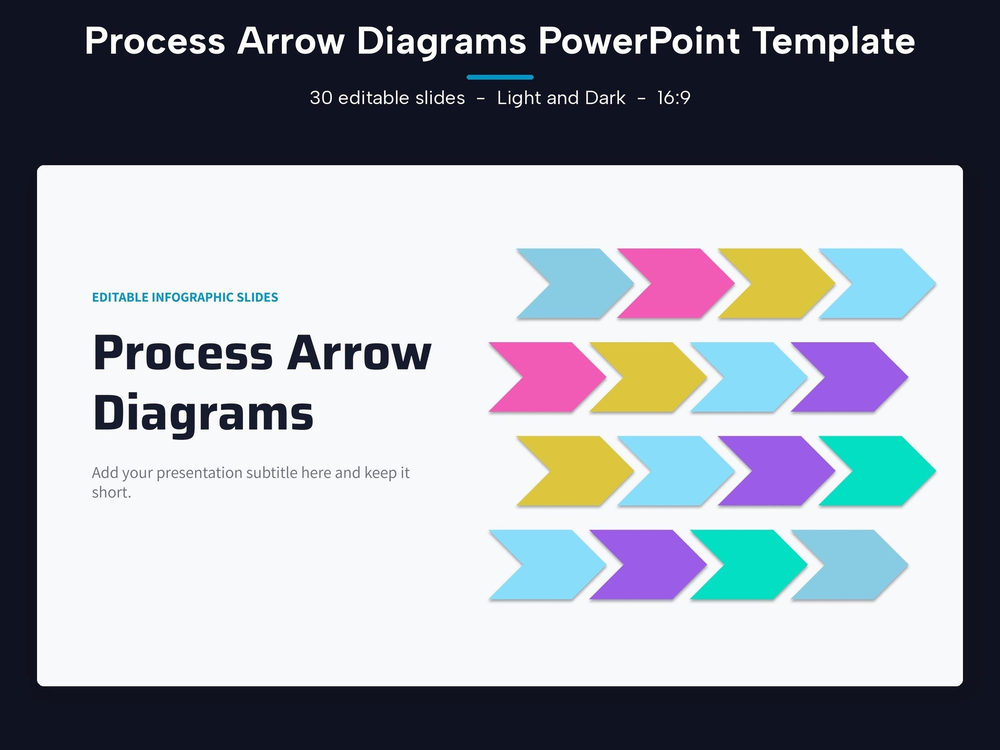 Process Arrow Diagrams PowerPoint Template
30 editable slides - Light and Dark - 16:9
EDITABLE INFOGRAPHIC SLIDES
Process Arrow
Diagrams
Add your presentation subtitle here and keep it
short.